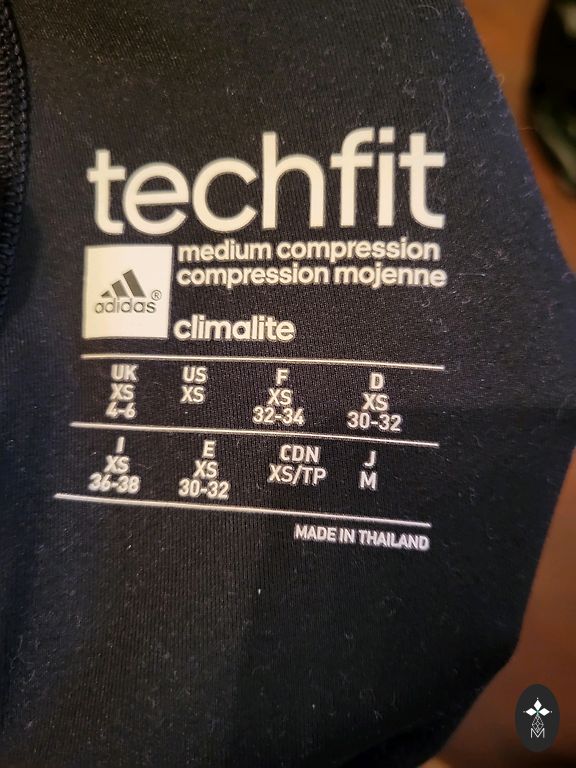 techfit
medium compression
compression mojenne
adidas®
climalite
UK US F D
XS XS XS XS
4-6 32-34 30-32
I E CDN J
XS XS XS/TP M
36-38 30-32
MADE IN THAILAND
M